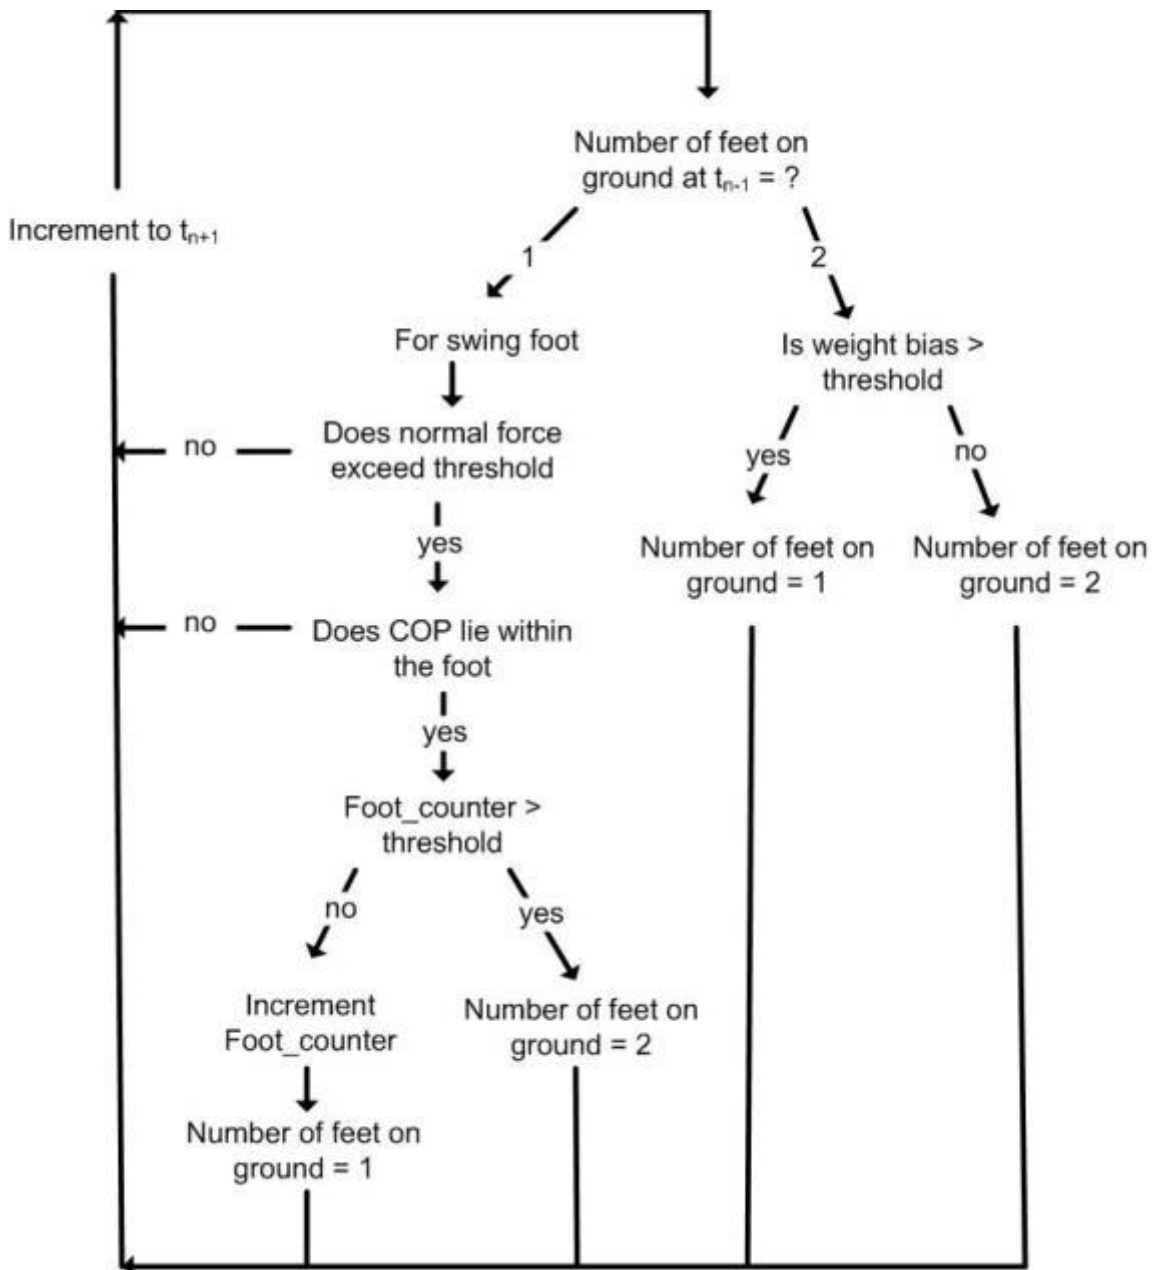 Number of feet on
ground at tn-1 = ?
Increment to tn+1
1
2
For swing foot
Is weight bias >
threshold
Does normal force
exceed threshold
no
yes
no
yes
Number of feet on
ground = 1
Number of feet on
ground = 2
Does COP lie within
the foot
no
yes
Foot_counter >
threshold
no
yes
Increment
Foot_counter
Number of feet on
ground = 2
Number of feet on
ground = 1